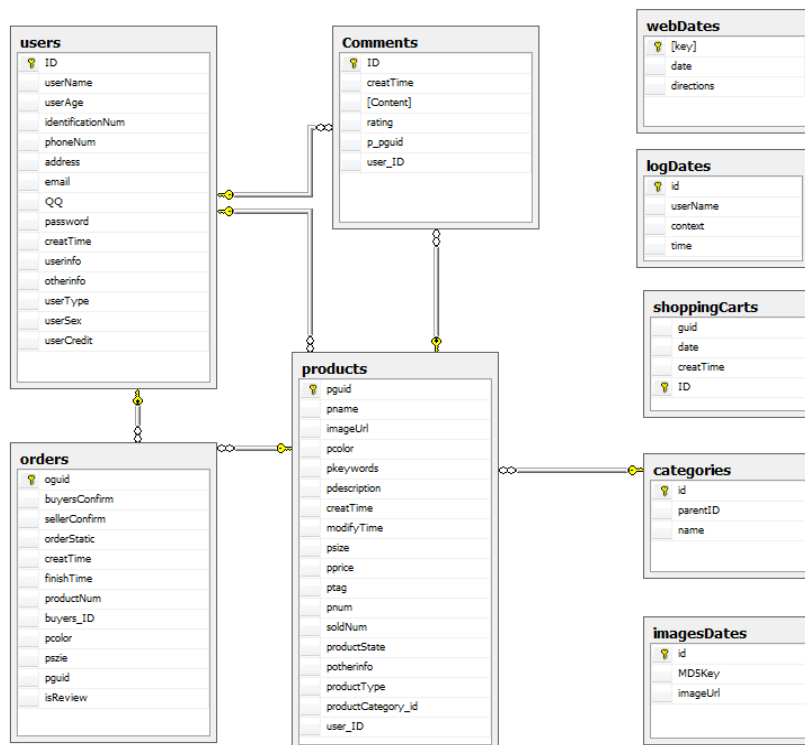 users
ID
userName
userAge
identificationNum
phoneNum
address
email
QQ
password
creatTime
userinfo
otherinfo
userType
userSex
userCredit
Comments
ID
creatTime
[Content]
rating
p_pguid
user_ID
webDates
[key]
date
directions
logDates
id
userName
context
time
shoppingCarts
guid
date
creatTime
ID
products
pguid
pname
imageUrl
pcolor
pkeywords
pdescription
creatTime
modifyTime
psize
pprice
ptag
pnum
soldNum
productState
potherinfo
productType
productCategory_id
user_ID
orders
oguid
buyersConfirm
sellerConfirm
orderStatic
creatTime
finishTime
productNum
buyers_ID
pcolor
pszie
pguid
isReview
categories
id
parentID
name
imagesDates
id
MD5Key
imageUrl